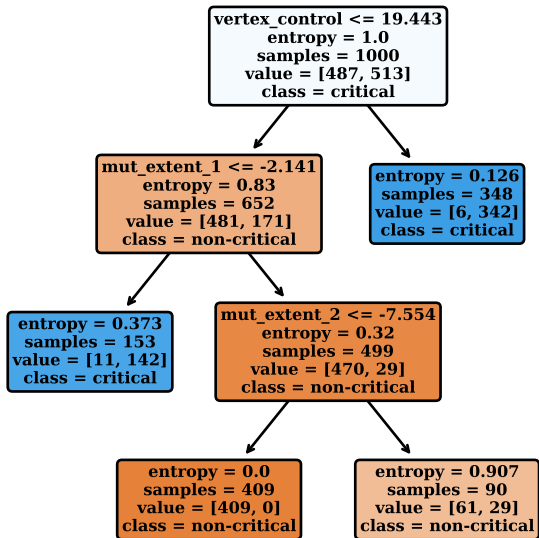 vertex_control <= 19.443
entropy = 1.0
samples = 1000
value = [487, 513]
class = critical
mut_extent_1 <= -2.141
entropy = 0.83
samples = 652
value = [481, 171]
class = non-critical
entropy = 0.126
samples = 348
value = [6, 342]
class = critical
entropy = 0.373
samples = 153
value = [11, 142]
class = critical
mut_extent_2 <= -7.554
entropy = 0.32
samples = 499
value = [470, 29]
class = non-critical
entropy = 0.0
samples = 409
value = [409, 0]
class = non-critical
entropy = 0.907
samples = 90
value = [61, 29]
class = non-critical